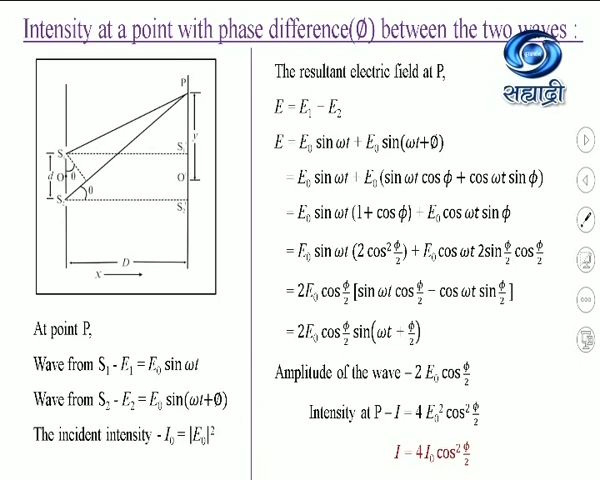 Intensity at a point with phase difference(Ø) between the two waves :
सह्याद्री
P
y
S₁
S₁'
d
O
θ
O
θ
S₂
S₂'
D
x
At point P,
Wave from S₁ - E₁ = E₀ sin ωt
Wave from S₂ - E₂ = E₀ sin(ωt+Ø)
The incident intensity - I₀ = |E₀|²
The resultant electric field at P,
E = E₁ − E₂
E = E₀ sin ωt + E₀ sin(ωt+Ø)
= E₀ sin ωt + E₀ (sin ωt cos ϕ + cos ωt sin ϕ)
= E₀ sin ωt (1+ cos ϕ) + E₀ cos ωt sin ϕ
= E₀ sin ωt (2 cos² ϕ/2) + E₀ cos ωt 2sin ϕ/2 cos ϕ/2
= 2E₀ cos ϕ/2 [sin ωt cos ϕ/2 − cos ωt sin ϕ/2]
= 2E₀ cos ϕ/2 sin(ωt + ϕ/2)
Amplitude of the wave – 2 E₀ cos ϕ/2
Intensity at P – I = 4 E₀² cos² ϕ/2
I = 4I₀ cos² ϕ/2